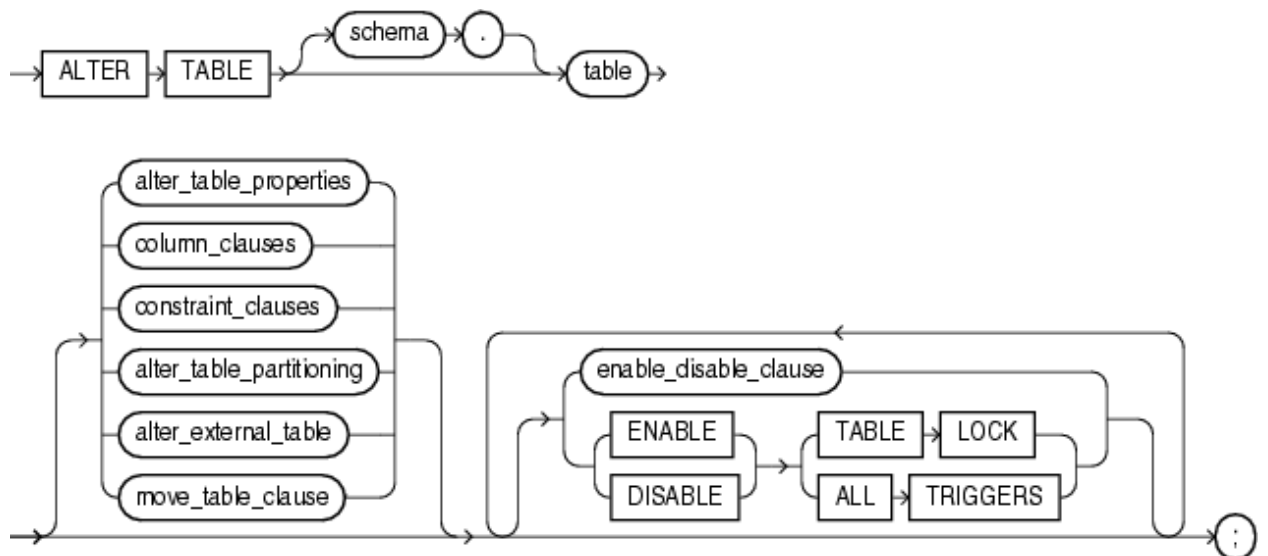 schema .
ALTER TABLE table
alter_table_properties
column_clauses
constraint_clauses
alter_table_partitioning enable_disable_clause
alter_external_table ENABLE TABLE LOCK
move_table_clause DISABLE ALL TRIGGERS
;